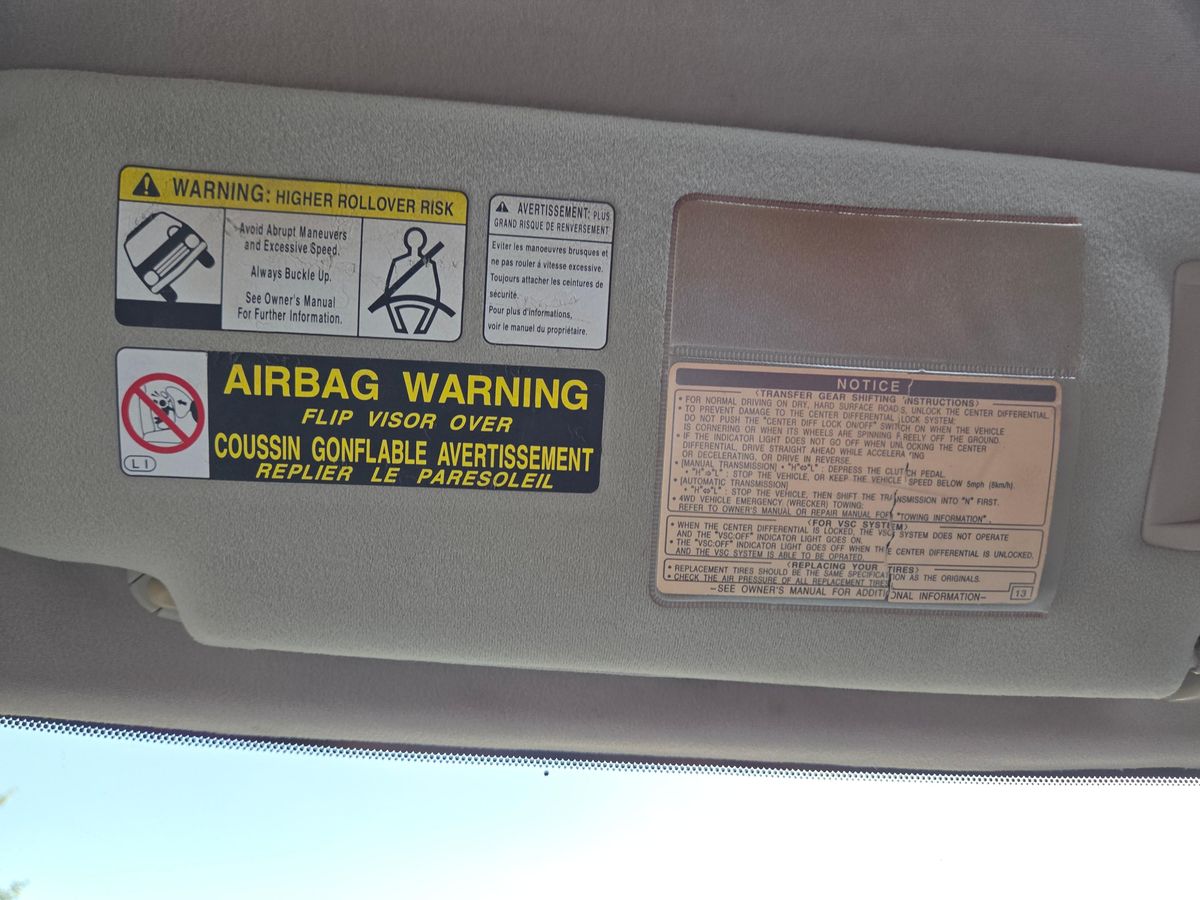 WARNING: HIGHER ROLLOVER RISK
Avoid Abrupt Maneuvers
and Excessive Speed.
Always Buckle Up.
See Owner's Manual
For Further Information.
AVERTISSEMENT: PLUS
GRAND RISQUE DE RENVERSEMENT
Eviter les manoeuvres brusques et
ne pas rouler à vitesse excessive.
Toujours attacher les ceintures de
sécurité.
Pour plus d'informations,
voir le manuel du propriétaire.
AIRBAG WARNING
FLIP VISOR OVER
COUSSIN GONFLABLE AVERTISSEMENT
REPLIER LE PARESOLEIL
L I
NOTICE
<TRANSFER GEAR SHIFTING INSTRUCTIONS>
• FOR NORMAL DRIVING ON DRY, HARD SURFACE ROADS, UNLOCK THE CENTER DIFFERENTIAL.
• TO PREVENT DAMAGE TO THE CENTER DIFFERENTIAL LOCK SYSTEM:
DO NOT PUSH THE "CENTER DIFF LOCK ON/OFF" SWITCH ON WHEN THE VEHICLE
IS CORNERING OR WHEN ITS WHEELS ARE SPINNING FREELY OFF THE GROUND.
• IF THE INDICATOR LIGHT DOES NOT GO OFF WHEN UNLOCKING THE CENTER
DIFFERENTIAL, DRIVE STRAIGHT AHEAD WHILE ACCELERATING
OR DECELERATING, OR DRIVE IN REVERSE.
• [MANUAL TRANSMISSION] • "H"⇔"L" : DEPRESS THE CLUTCH PEDAL.
• "H"⇔"L" : STOP THE VEHICLE, OR KEEP THE VEHICLE SPEED BELOW 5mph (8km/h).
• [AUTOMATIC TRANSMISSION]
• "H"⇔"L" : STOP THE VEHICLE, THEN SHIFT THE TRANSMISSION INTO "N" FIRST.
• 4WD VEHICLE EMERGENCY (WRECKER) TOWING:
REFER TO OWNER'S MANUAL OR REPAIR MANUAL FOR "TOWING INFORMATION".
<FOR VSC SYSTEM>
• WHEN THE CENTER DIFFERENTIAL IS LOCKED, THE VSC SYSTEM DOES NOT OPERATE
AND THE "VSC:OFF" INDICATOR LIGHT GOES ON.
• THE "VSC:OFF" INDICATOR LIGHT GOES OFF WHEN THE CENTER DIFFERENTIAL IS UNLOCKED,
AND THE VSC SYSTEM IS ABLE TO BE OPRATED.
<REPLACING YOUR TIRES>
• REPLACEMENT TIRES SHOULD BE THE SAME SPECIFICATION AS THE ORIGINALS.
• CHECK THE AIR PRESSURE OF ALL REPLACEMENT TIRES
-SEE OWNER'S MANUAL FOR ADDITIONAL INFORMATION-
13